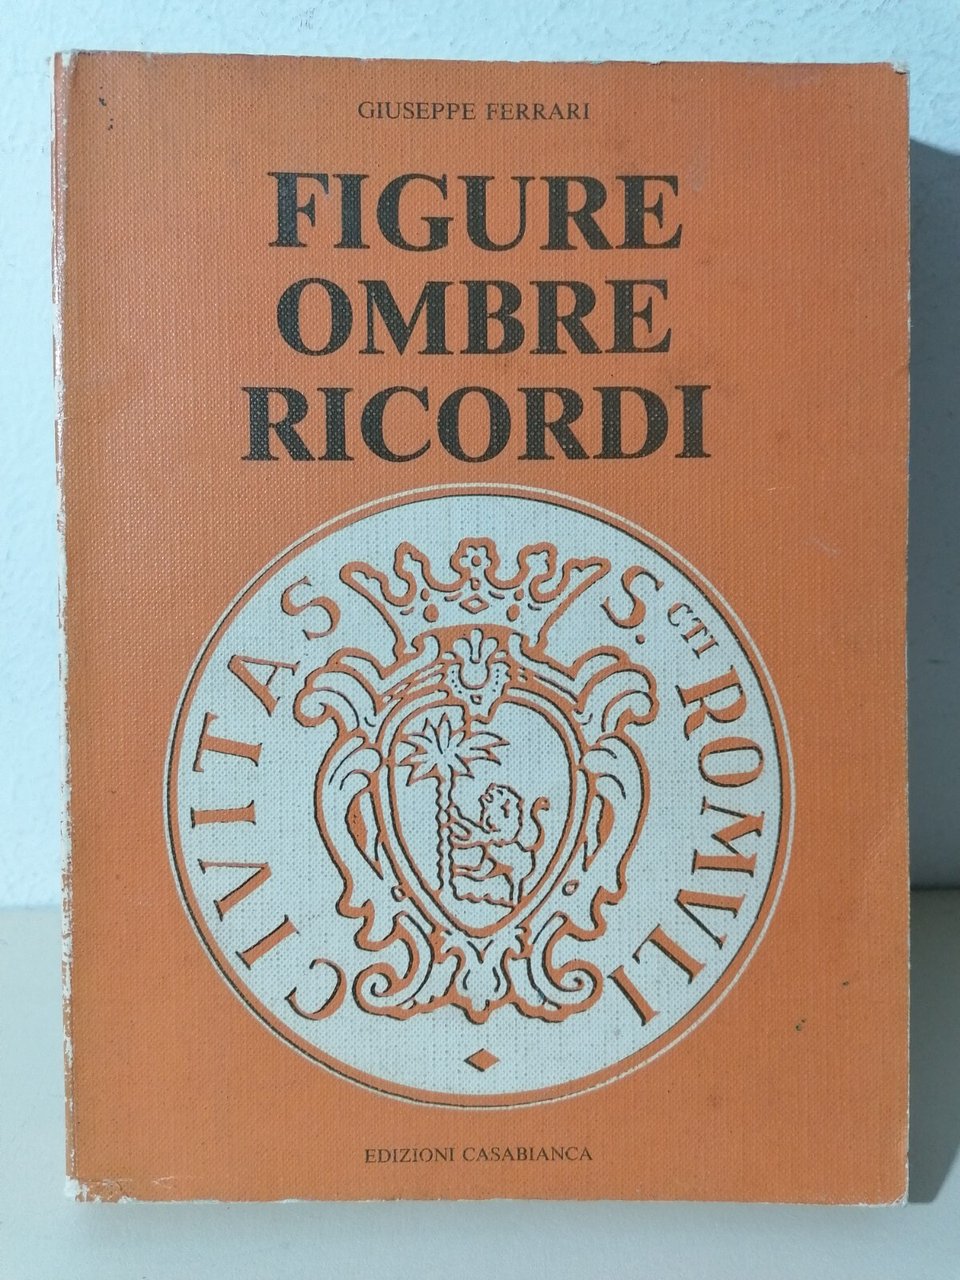 GIUSEPPE FERRARI
FIGURE
OMBRE
RICORDI
CIVITAS S.CTI ROMVLI
EDIZIONI CASABIANCA